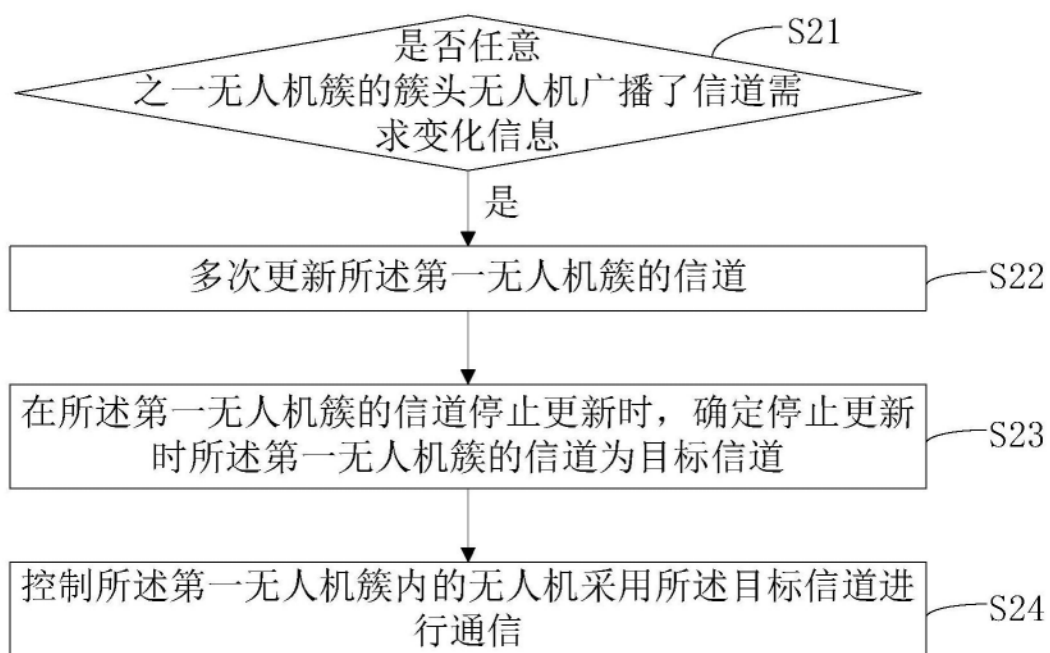 是否任意
S21
之一无人机簇的簇头无人机广播了信道需
求变化信息
是
多次更新所述第一无人机簇的信道
S22
在所述第一无人机簇的信道停止更新时，确定停止更新
时所述第一无人机簇的信道为目标信道
S23
控制所述第一无人机簇内的无人机采用所述目标信道进
行通信
S24